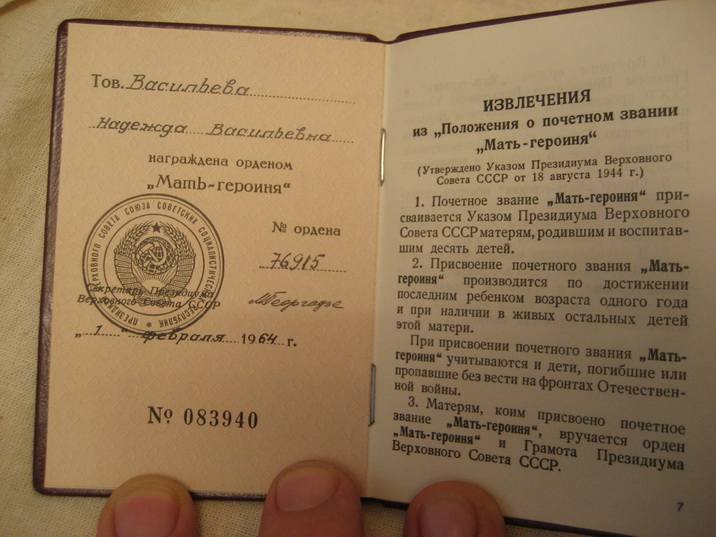 Тов. Васильева
Надежда Васильевна
награждена орденом
„Мать-героиня“
№ ордена
76915
Секретарь Президиума
Верховного Совета СССР
„1“ февраля 1964 г.
№ 083940
ИЗВЛЕЧЕНИЯ
из „Положения о почетном звании
„Мать-героиня“
(Утверждено Указом Президиума Верховного
Совета СССР от 18 августа 1944 г.)
1. Почетное звание „Мать-героиня“ при-
сваивается Указом Президиума Верховного
Совета СССР матерям, родившим и воспитав-
шим десять детей.
2. Присвоение почетного звания „Мать-
героиня“ производится по достижении
последним ребенком возраста одного года
и при наличии в живых остальных детей
этой матери.
При присвоении почетного звания „Мать-
героиня“ учитываются и дети, погибшие или
пропавшие без вести на фронтах Отечествен-
ной войны.
3. Матерям, коим присвоено почетное
звание „Мать-героиня“, вручается орден
„Мать-героиня“ и Грамота Президиума
Верховного Совета СССР.
7